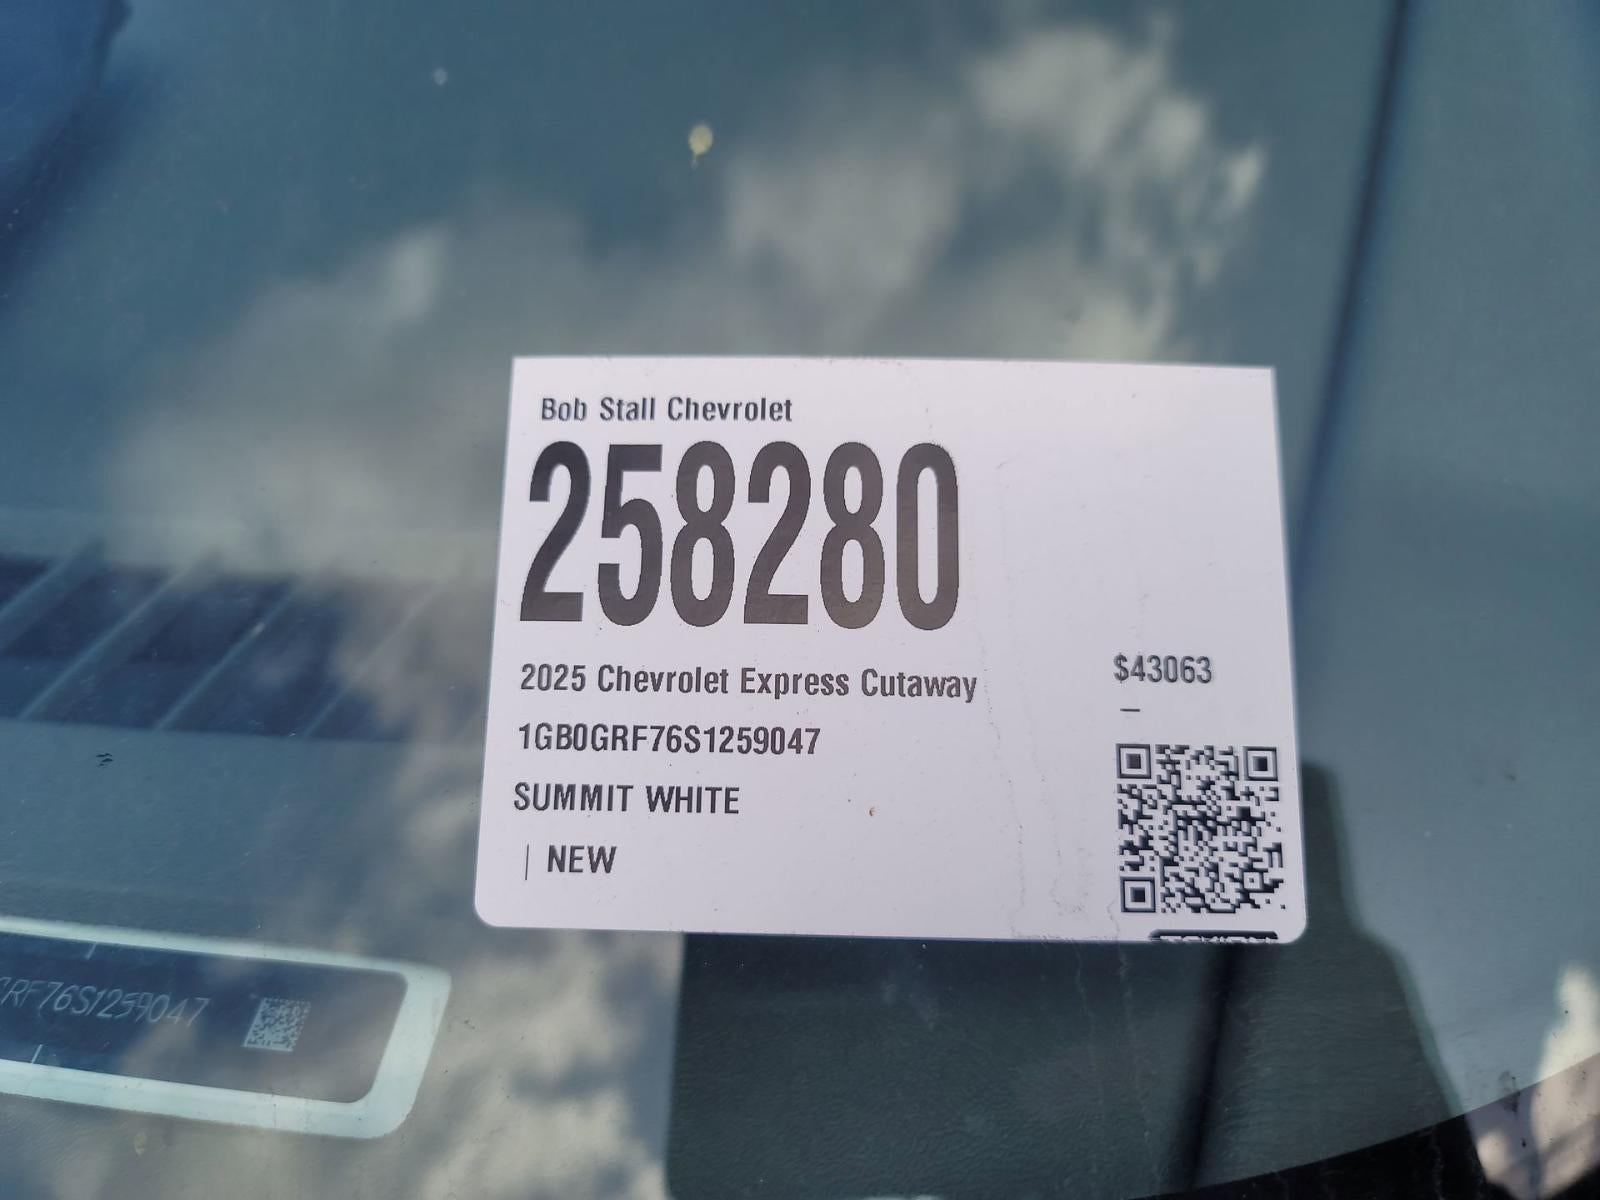 Bob Stall Chevrolet
258280
2025 Chevrolet Express Cutaway
$43063
–
1GB0GRF76S1259047
SUMMIT WHITE
| NEW
RF76S1259047